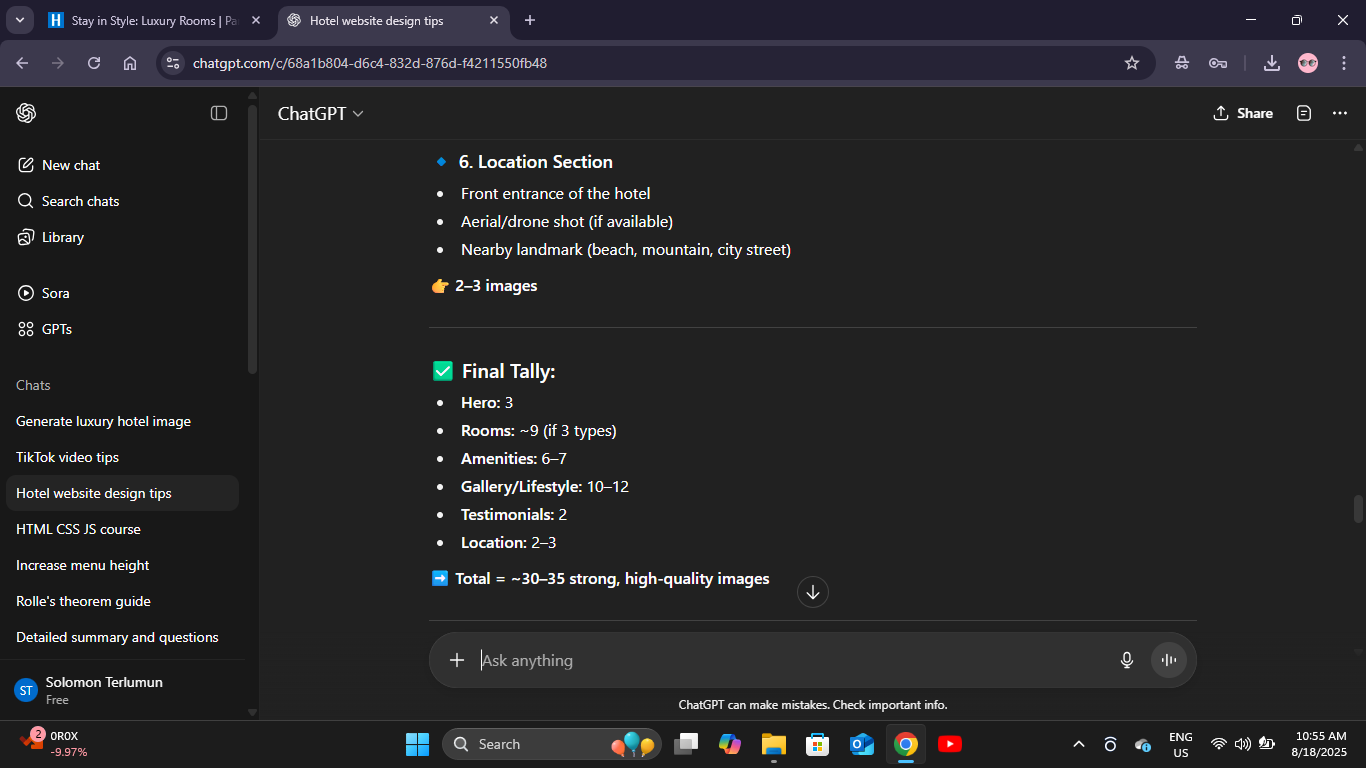 Stay in Style: Luxury Rooms | Pa
Hotel website design tips
chatgpt.com/c/68a1b804-d6c4-832d-876d-f4211550fb48
ChatGPT
Share
New chat
Search chats
Library
Sora
GPTs
Chats
Generate luxury hotel image
TikTok video tips
Hotel website design tips
HTML CSS JS course
Increase menu height
Rolle's theorem guide
Detailed summary and questions
ST
Solomon Terlumun
Free
6. Location Section
Front entrance of the hotel
Aerial/drone shot (if available)
Nearby landmark (beach, mountain, city street)
👉 2–3 images
✅ Final Tally:
Hero: 3
Rooms: ~9 (if 3 types)
Amenities: 6–7
Gallery/Lifestyle: 10–12
Testimonials: 2
Location: 2–3
➡️ Total = ~30–35 strong, high-quality images
Ask anything
ChatGPT can make mistakes. Check important info.
2
0R0X
-9.97%
Search
ENG
US
10:55 AM
8/18/2025